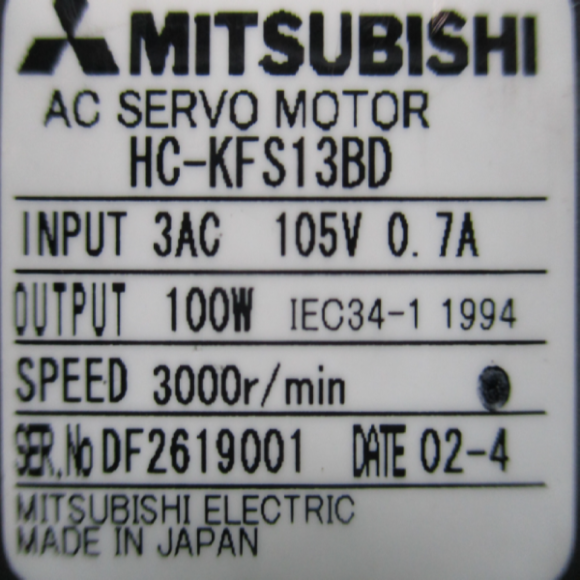 MITSUBISHI
AC SERVO MOTOR
HC-KFS13BD
INPUT 3AC 105V 0.7A
OUTPUT 100W IEC34-1 1994
SPEED 3000r/min
SER.No DF2619001 DATE 02-4
MITSUBISHI ELECTRIC
MADE IN JAPAN